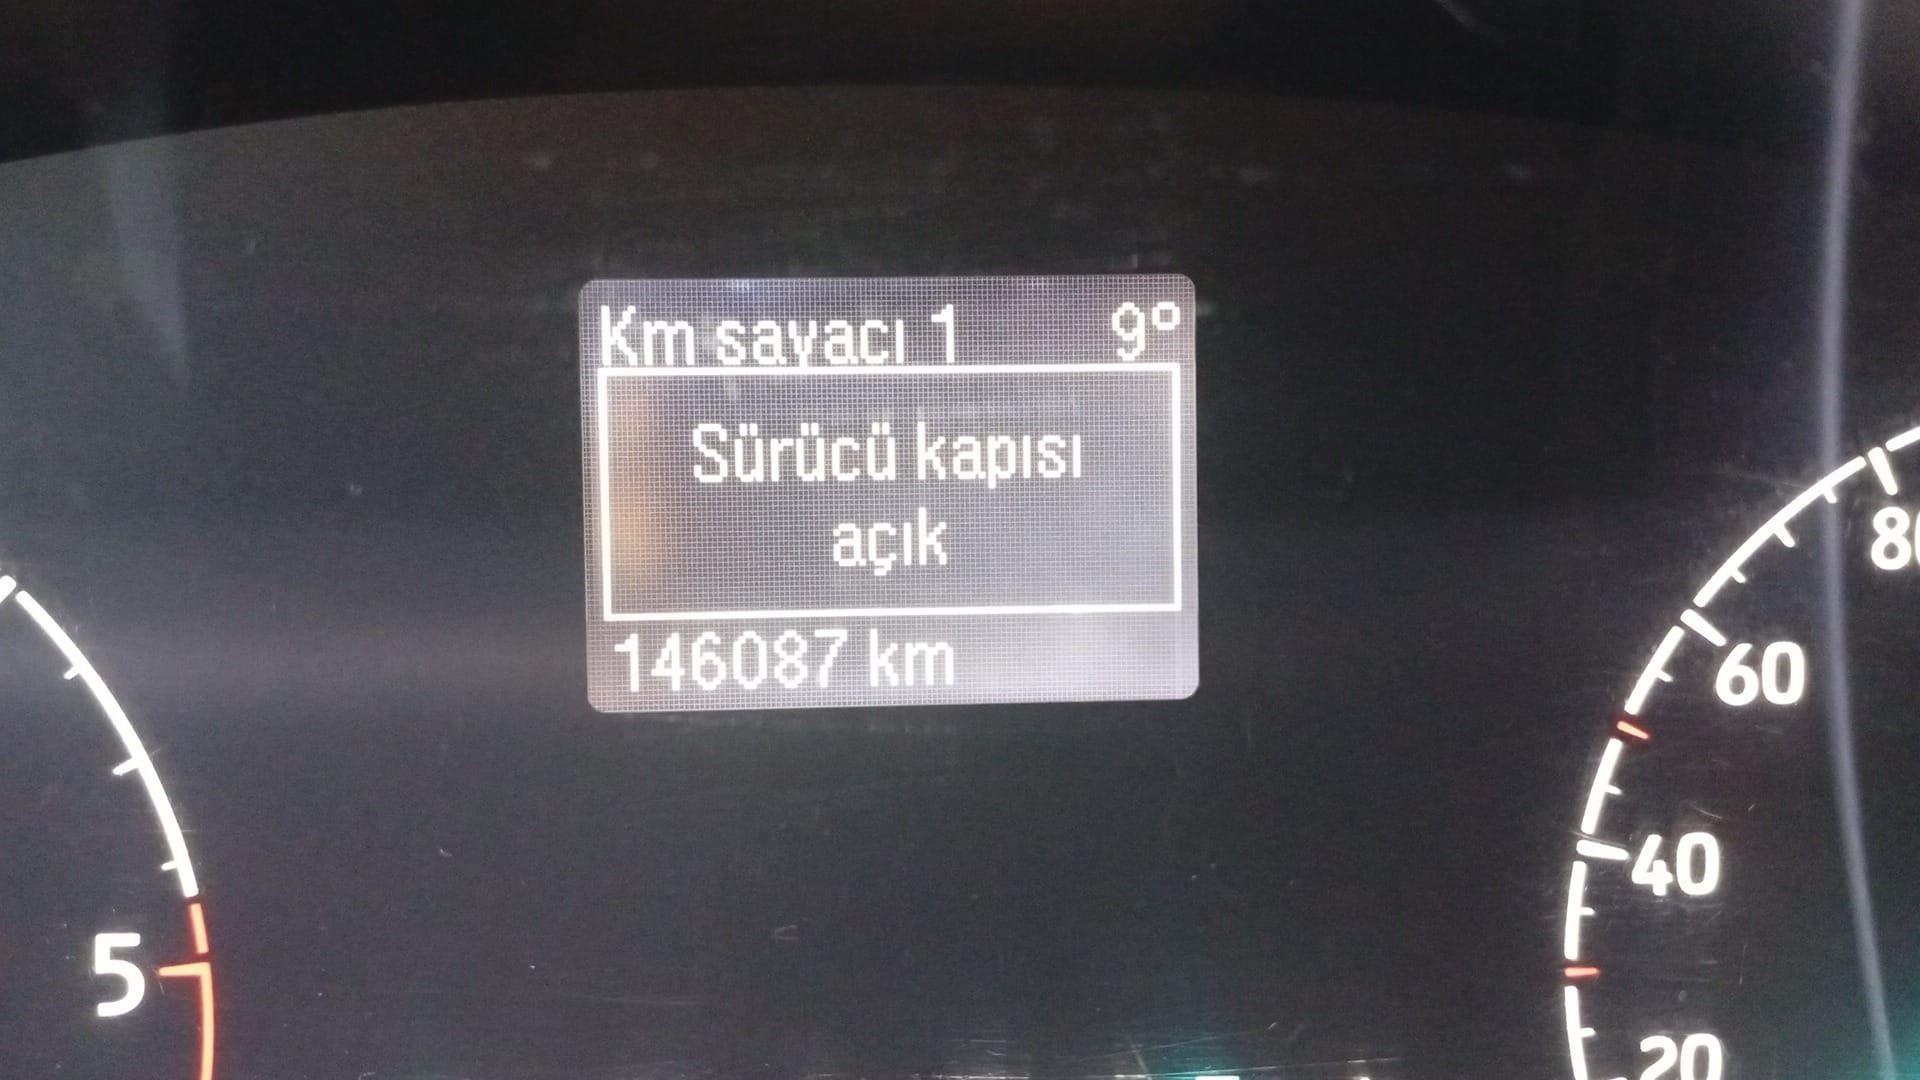 Km sayacı 1 9°
Sürücü kapısı
açık
146087 km
5
80
60
40
20